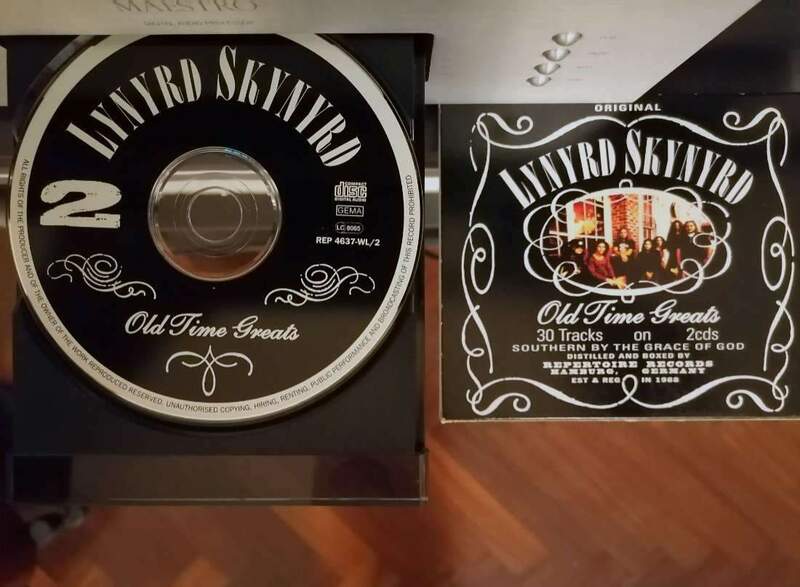 MAESTRO
DIGITAL AUDIO PROCESSOR
LYNYRD SKYNYRD
2
COMPACT
disc
DIGITAL AUDIO
GEMA
LC 8065
REP 4637-WL/2
Old Time Greats
ALL RIGHTS OF THE PRODUCER AND OF THE OWNER OF THE WORK REPRODUCED RESERVED. UNAUTHORISED COPYING, HIRING, RENTING, PUBLIC PERFORMANCE AND BROADCASTING OF THIS RECORD PROHIBITED
ORIGINAL
LYNYRD SKYNYRD
Old Time Greats
30 Tracks on 2cds
SOUTHERN BY THE GRACE OF GOD
DISTILLED AND BOXED BY
REPERTOIRE RECORDS
HAMBURG, GERMANY
EST & REG IN 1988